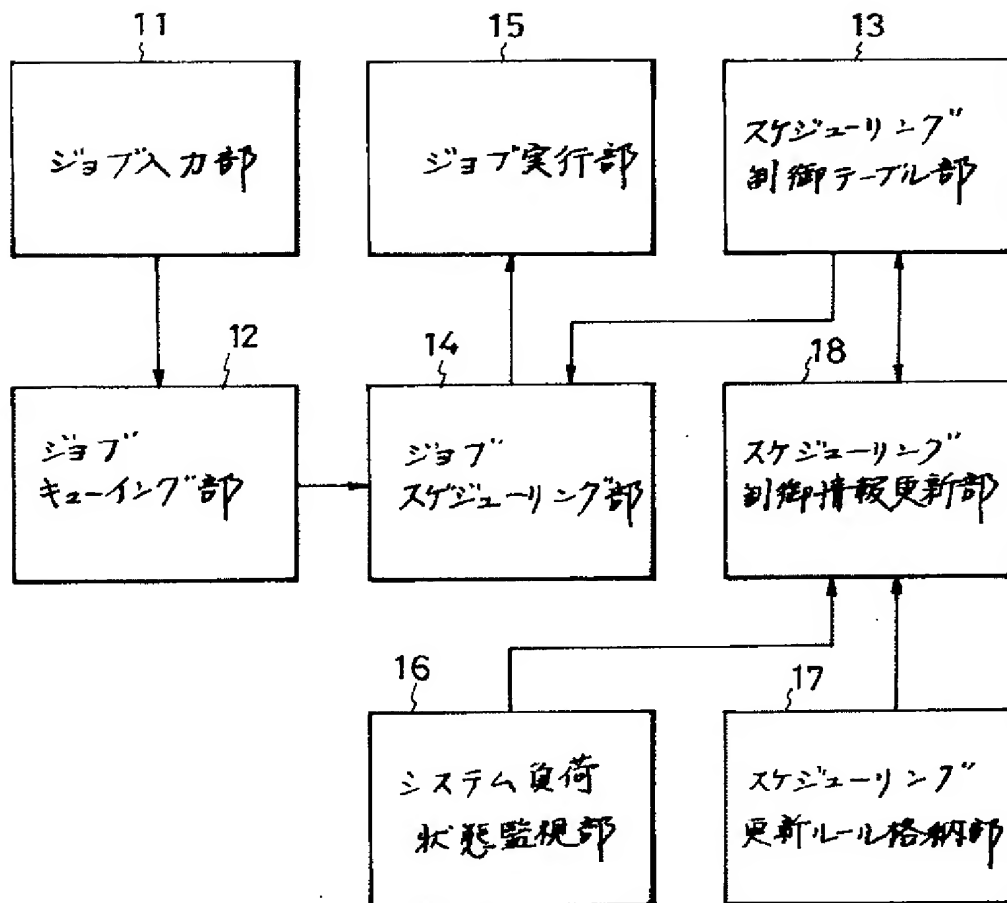 11
ジョブ入力部
15
ジョブ実行部
13
スケジューリング
制御テーブル部
12
ジョブ
キューイング部
14
ジョブ
スケジューリング部
18
スケジューリング
制御情報更新部
16
システム負荷
状態監視部
17
スケジューリング
更新ルール格納部